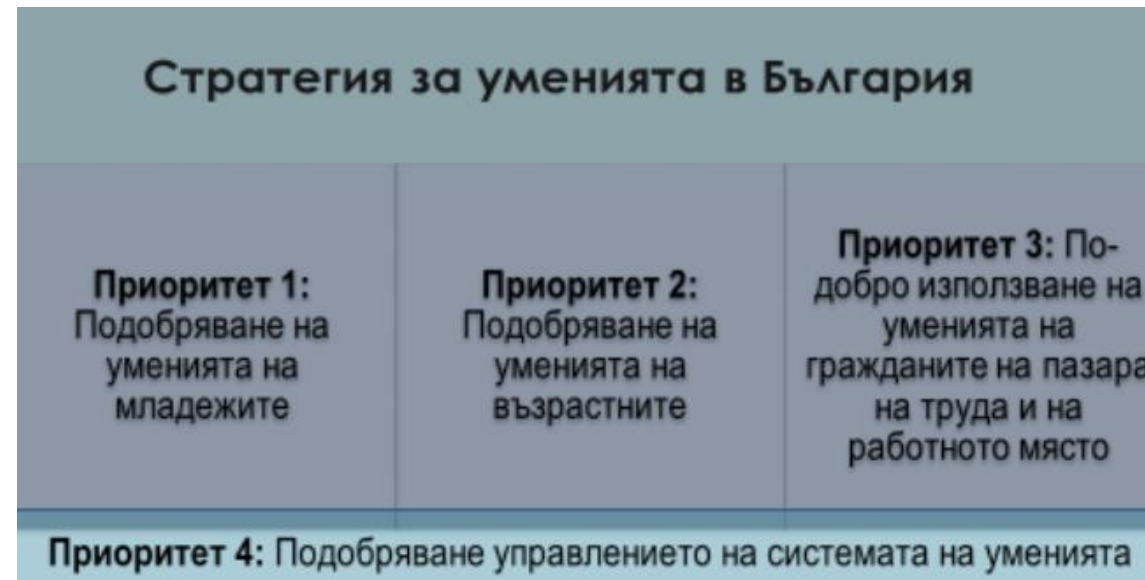 Стратегия за уменията в България
Приоритет 1:
Подобряване на
уменията на
младежите
Приоритет 2:
Подобряване на
уменията на
възрастните
Приоритет 3: По-
добро използване на
уменията на
гражданите на пазара
на труда и на
работното място
Приоритет 4: Подобряване управлението на системата на уменията